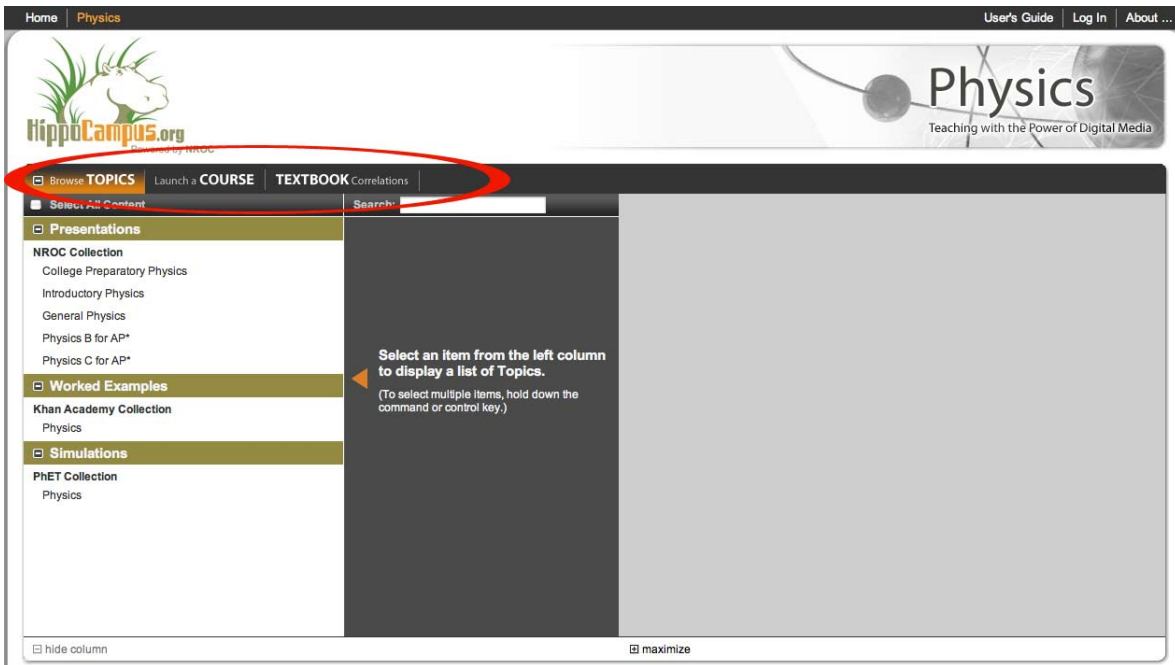 Home Physics User's Guide Log In About ...
HippoCampus.org
Powered by NROC
Physics
Teaching with the Power of Digital Media
Browse TOPICS Launch a COURSE TEXTBOOK Correlations
Select All Content Search:
Presentations
NROC Collection
College Preparatory Physics
Introductory Physics
General Physics
Physics B for AP*
Physics C for AP*
Worked Examples
Khan Academy Collection
Physics
Simulations
PhET Collection
Physics
Select an item from the left column
to display a list of Topics.
(To select multiple items, hold down the
command or control key.)
hide column maximize